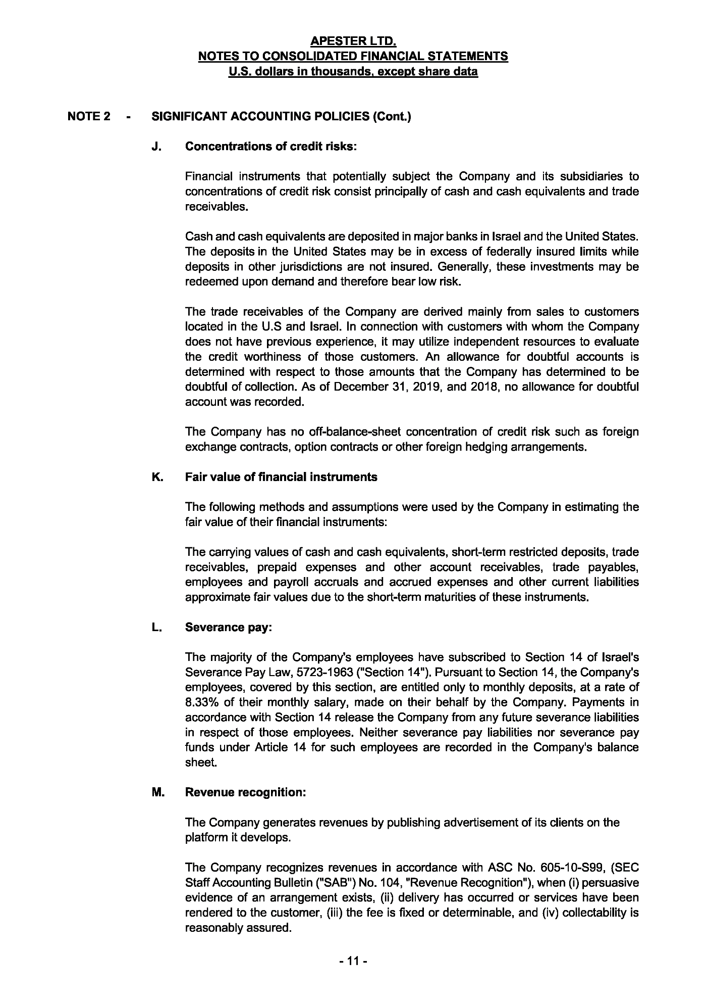 APESTER LTD.
NOTES TO CONSOLIDATED FINANCIAL STATEMENTS
U.S. dollars in thousands, except share data
NOTE 2 - SIGNIFICANT ACCOUNTING POLICIES (Cont.)
J. Concentrations of credit risks:
Financial instruments that potentially subject the Company and its subsidiaries to
concentrations of credit risk consist principally of cash and cash equivalents and trade
receivables.
Cash and cash equivalents are deposited in major banks in Israel and the United States.
The deposits in the United States may be in excess of federally insured limits while
deposits in other jurisdictions are not insured. Generally, these investments may be
redeemed upon demand and therefore bear low risk.
The trade receivables of the Company are derived mainly from sales to customers
located in the U.S and Israel. In connection with customers with whom the Company
does not have previous experience, it may utilize independent resources to evaluate
the credit worthiness of those customers. An allowance for doubtful accounts is
determined with respect to those amounts that the Company has determined to be
doubtful of collection. As of December 31, 2019, and 2018, no allowance for doubtful
account was recorded.
The Company has no off-balance-sheet concentration of credit risk such as foreign
exchange contracts, option contracts or other foreign hedging arrangements.
K. Fair value of financial instruments
The following methods and assumptions were used by the Company in estimating the
fair value of their financial instruments:
The carrying values of cash and cash equivalents, short-term restricted deposits, trade
receivables, prepaid expenses and other account receivables, trade payables,
employees and payroll accruals and accrued expenses and other current liabilities
approximate fair values due to the short-term maturities of these instruments.
L. Severance pay:
The majority of the Company's employees have subscribed to Section 14 of Israel's
Severance Pay Law, 5723-1963 ("Section 14"). Pursuant to Section 14, the Company's
employees, covered by this section, are entitled only to monthly deposits, at a rate of
8.33% of their monthly salary, made on their behalf by the Company. Payments in
accordance with Section 14 release the Company from any future severance liabilities
in respect of those employees. Neither severance pay liabilities nor severance pay
funds under Article 14 for such employees are recorded in the Company's balance
sheet.
M. Revenue recognition:
The Company generates revenues by publishing advertisement of its clients on the
platform it develops.
The Company recognizes revenues in accordance with ASC No. 605-10-S99, (SEC
Staff Accounting Bulletin ("SAB") No. 104, "Revenue Recognition"), when (i) persuasive
evidence of an arrangement exists, (ii) delivery has occurred or services have been
rendered to the customer, (iii) the fee is fixed or determinable, and (iv) collectability is
reasonably assured.
- 11 -